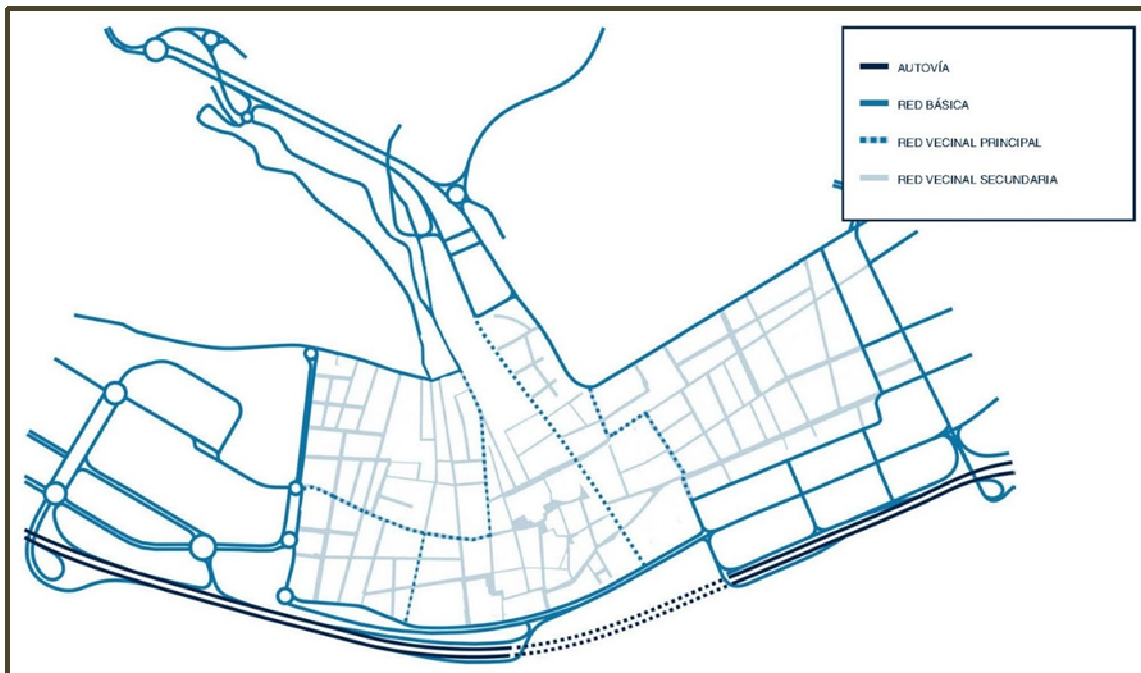 AUTOVÍA
RED BÁSICA
RED VECINAL PRINCIPAL
RED VECINAL SECUNDARIA